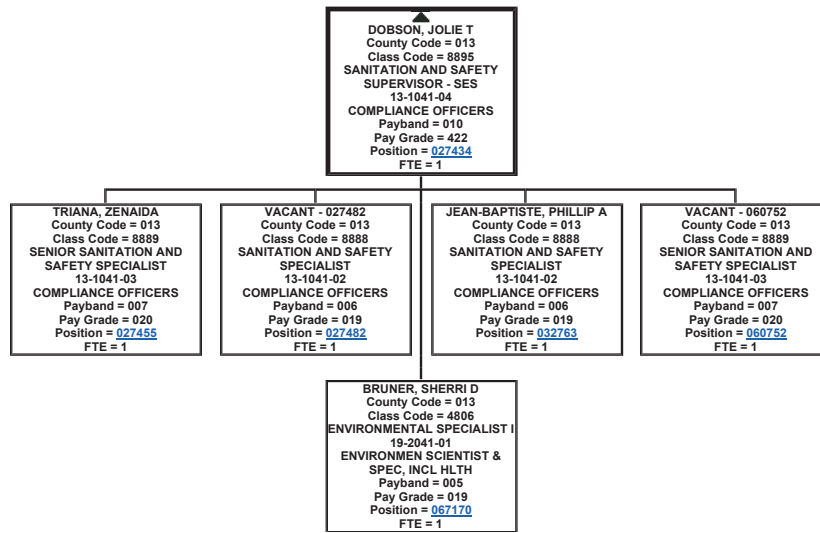 DOBSON, JOLIE T
County Code = 013
Class Code = 8895
SANITATION AND SAFETY
SUPERVISOR - SES
13-1041-04
COMPLIANCE OFFICERS
Payband = 010
Pay Grade = 422
Position = 027434
FTE = 1
TRIANA, ZENAIDA
County Code = 013
Class Code = 8889
SENIOR SANITATION AND
SAFETY SPECIALIST
13-1041-03
COMPLIANCE OFFICERS
Payband = 007
Pay Grade = 020
Position = 027455
FTE = 1
VACANT - 027482
County Code = 013
Class Code = 8888
SANITATION AND SAFETY
SPECIALIST
13-1041-02
COMPLIANCE OFFICERS
Payband = 006
Pay Grade = 019
Position = 027482
FTE = 1
JEAN-BAPTISTE, PHILLIP A
County Code = 013
Class Code = 8888
SANITATION AND SAFETY
SPECIALIST
13-1041-02
COMPLIANCE OFFICERS
Payband = 006
Pay Grade = 019
Position = 032763
FTE = 1
VACANT - 060752
County Code = 013
Class Code = 8889
SENIOR SANITATION AND
SAFETY SPECIALIST
13-1041-03
COMPLIANCE OFFICERS
Payband = 007
Pay Grade = 020
Position = 060752
FTE = 1
BRUNER, SHERRI D
County Code = 013
Class Code = 4806
ENVIRONMENTAL SPECIALIST I
19-2041-01
ENVIRONMEN SCIENTIST &
SPEC, INCL HLTH
Payband = 005
Pay Grade = 019
Position = 067170
FTE = 1